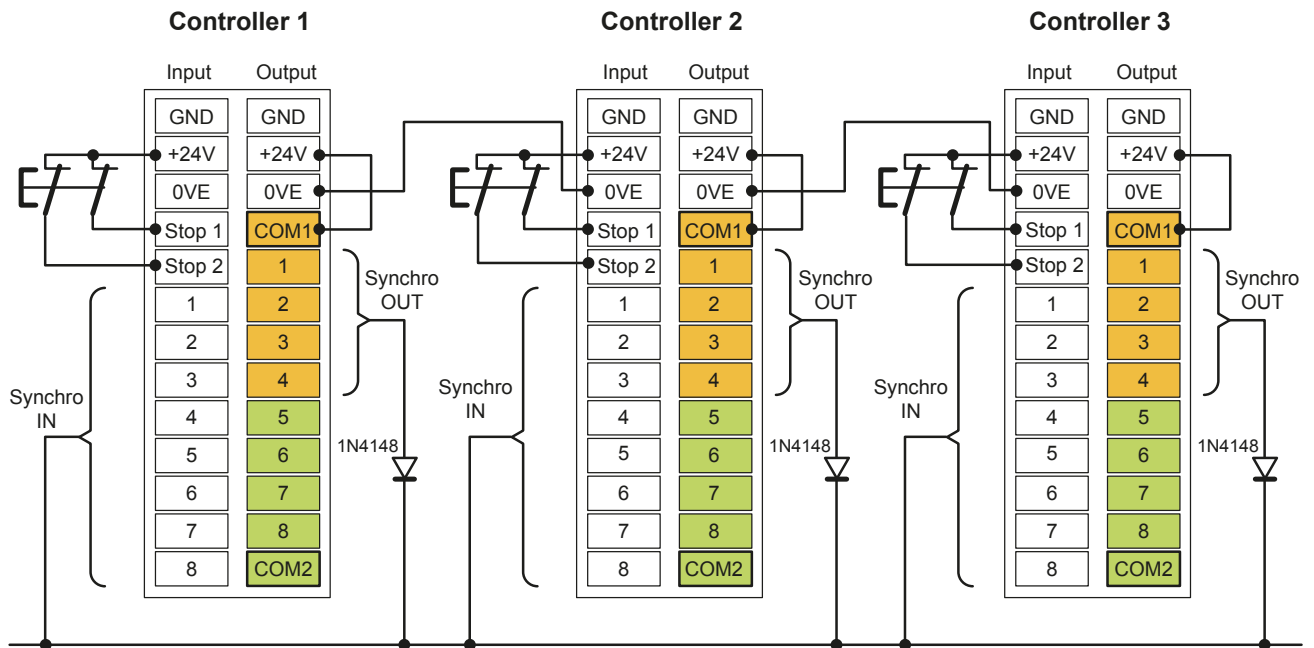 Controller 1
Controller 2
Controller 3
Input Output
Input Output
Input Output
GND GND
GND GND
GND GND
+24V +24V
+24V +24V
+24V +24V
0VE 0VE
0VE 0VE
0VE 0VE
Stop 1 COM1
Stop 1 COM1
Stop 1 COM1
Stop 2 1
Stop 2 1
Stop 2 1
Synchro
OUT
Synchro
OUT
Synchro
OUT
1 2
1 2
1 2
2 3
2 3
2 3
3 4
3 4
3 4
Synchro
IN
Synchro
IN
Synchro
IN
4 5
4 5
4 5
5 6
5 6
5 6
1N4148
1N4148
1N4148
6 7
6 7
6 7
7 8
7 8
7 8
8 COM2
8 COM2
8 COM2